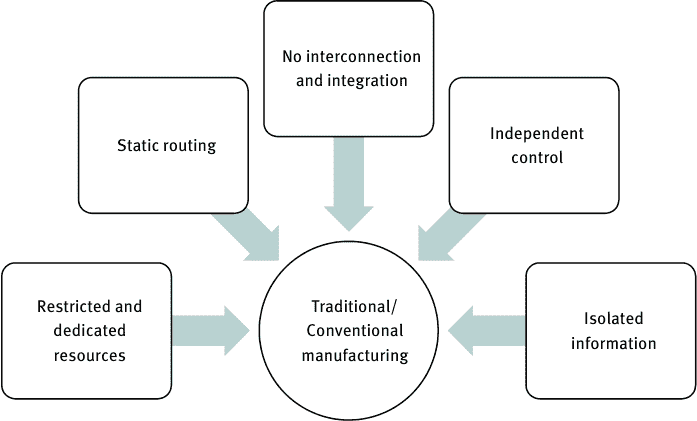 No interconnection
and integration
Static routing
Independent
control
Restricted and
dedicated
resources
Traditional/
Conventional
manufacturing
Isolated
information